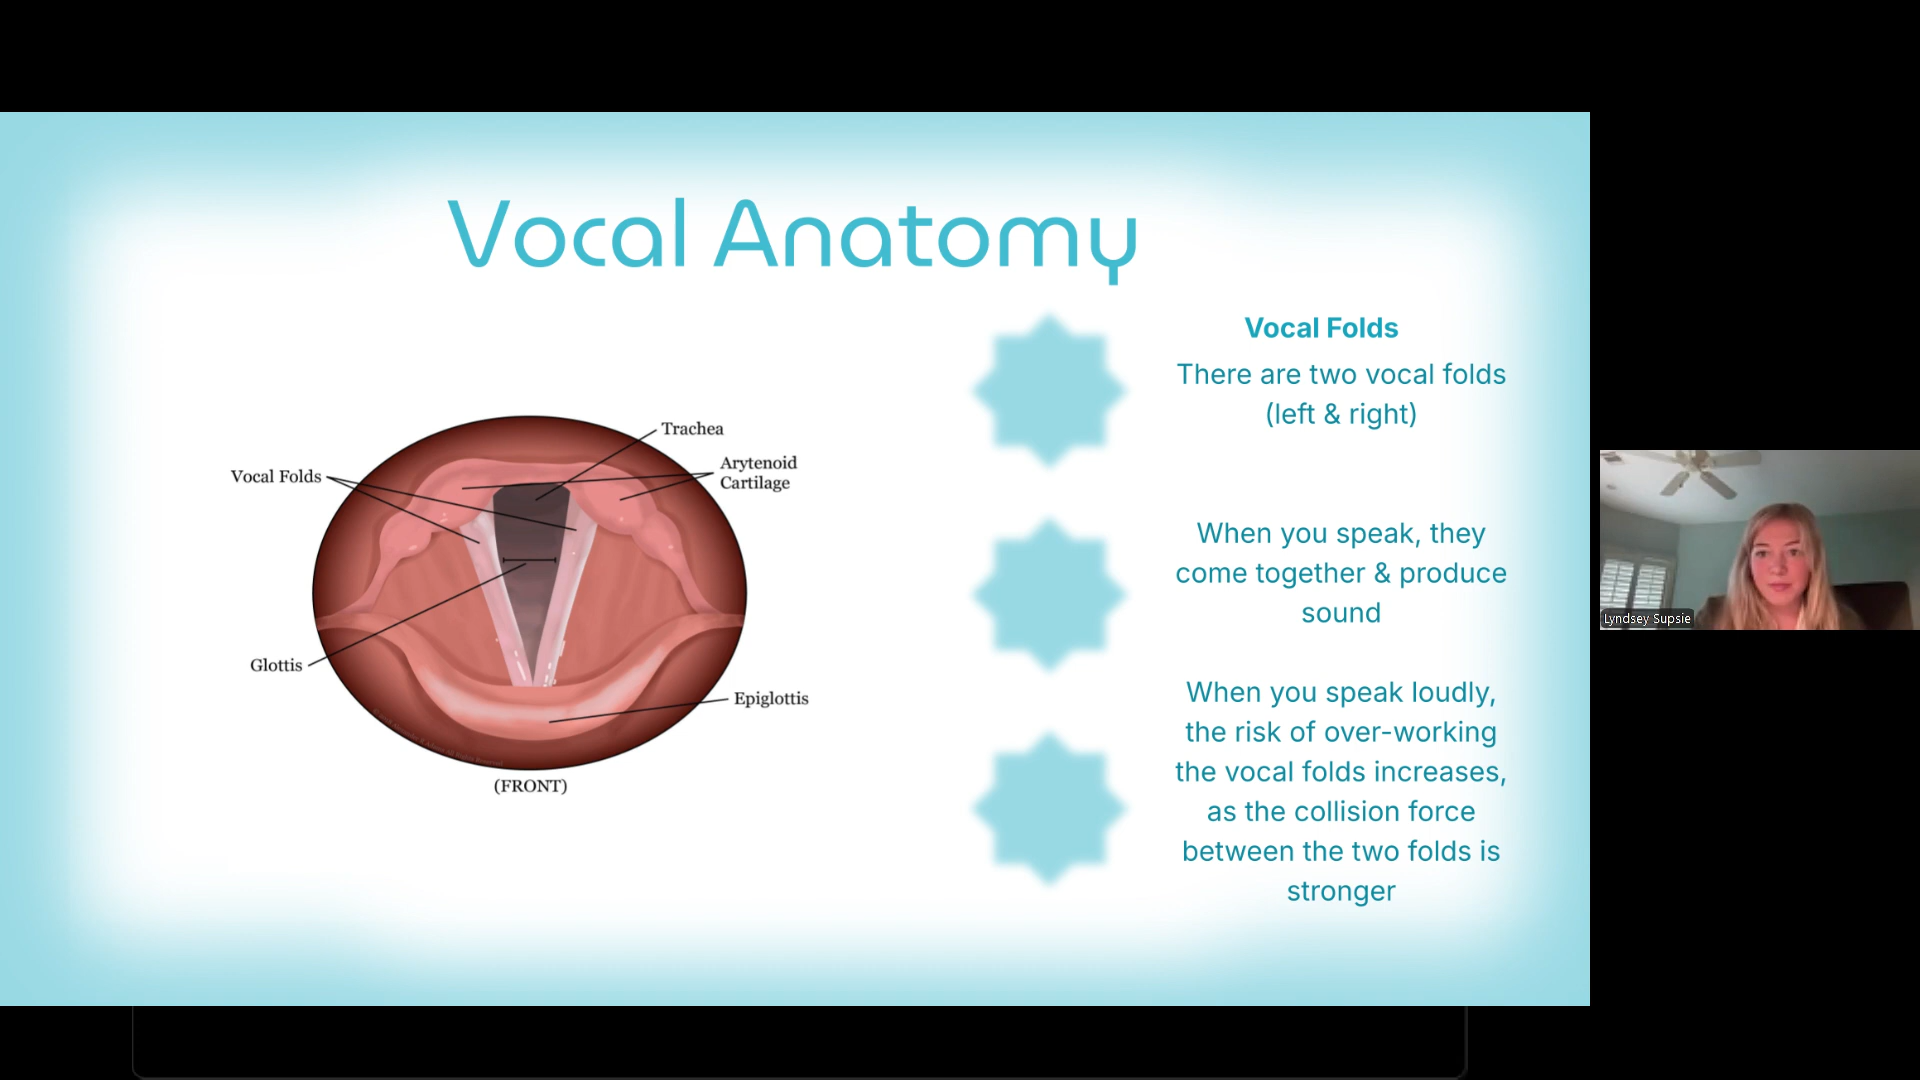 Vocal Anatomy
Vocal Folds
Trachea
Arytenoid
Cartilage
Glottis
Epiglottis
(FRONT)
Vocal Folds
There are two vocal folds
(left & right)
When you speak, they
come together & produce
sound
When you speak loudly,
the risk of over-working
the vocal folds increases,
as the collision force
between the two folds is
stronger
Lyndsey Supsie